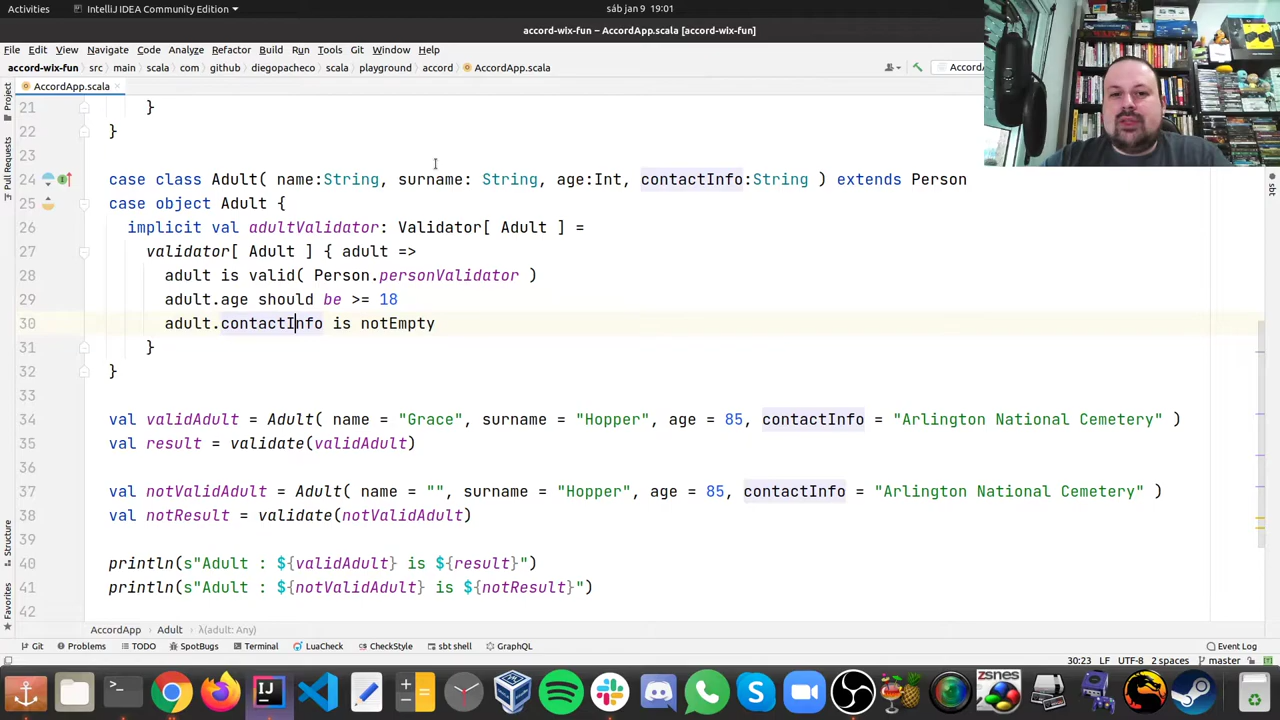 Activities
IntelliJ IDEA Community Edition
sáb jan 9 19:01
accord-wix-fun – AccordApp.scala [accord-wix-fun]
File Edit View Navigate Code Analyze Refactor Build Run Tools Git Window Help
accord-wix-fun src main scala com github diegopacheco scala playground accord AccordApp.scala
AccordApp.scala
Project
Pull Requests
Structure
Favorites
sbt
21 }
22 }
23
24 case class Adult( name:String, surname: String, age:Int, contactInfo:String ) extends Person
25 case object Adult {
26 implicit val adultValidator: Validator[ Adult ] =
27 validator[ Adult ] { adult =>
28 adult is valid( Person.personValidator )
29 adult.age should be >= 18
30 adult.contactInfo is notEmpty
31 }
32 }
33
34 val validAdult = Adult( name = "Grace", surname = "Hopper", age = 85, contactInfo = "Arlington National Cemetery" )
35 val result = validate(validAdult)
36
37 val notValidAdult = Adult( name = "", surname = "Hopper", age = 85, contactInfo = "Arlington National Cemetery" )
38 val notResult = validate(notValidAdult)
39
40 println(s"Adult : ${validAdult} is ${result}")
41 println(s"Adult : ${notValidAdult} is ${notResult}")
42
AccordApp Adult λ(adult: Any)
Git Problems TODO SpotBugs Terminal LuaCheck CheckStyle sbt shell GraphQL Event Log
30:23 LF UTF-8 2 spaces master